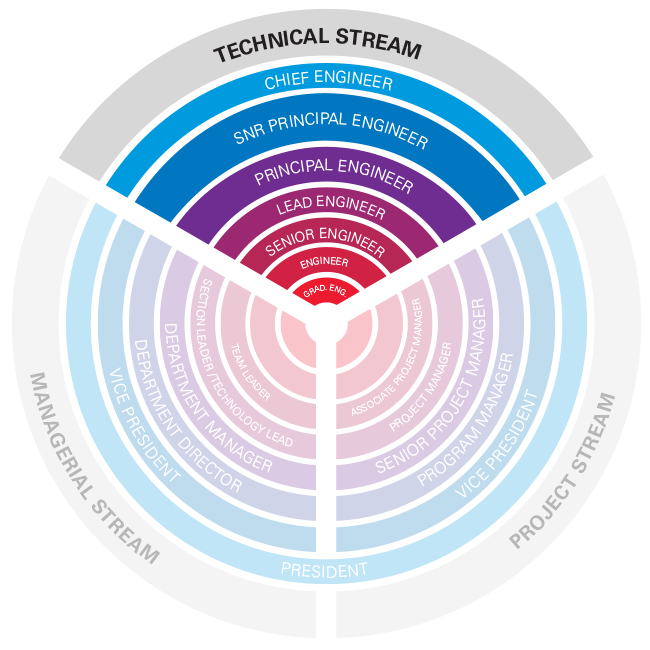 TECHNICAL STREAM
CHIEF ENGINEER
SNR PRINCIPAL ENGINEER
PRINCIPAL ENGINEER
LEAD ENGINEER
SENIOR ENGINEER
ENGINEER
GRAD. ENG.
MANAGERIAL STREAM
VICE PRESIDENT
DEPARTMENT DIRECTOR
DEPARTMENT MANAGER
SECTION LEADER /TECHNOLOGY LEAD
TEAM LEADER
ASSOCIATE PROJECT MANAGER
PROJECT MANAGER
SENIOR PROJECT MANAGER
PROGRAM MANAGER
VICE PRESIDENT
PROJECT STREAM
PRESIDENT